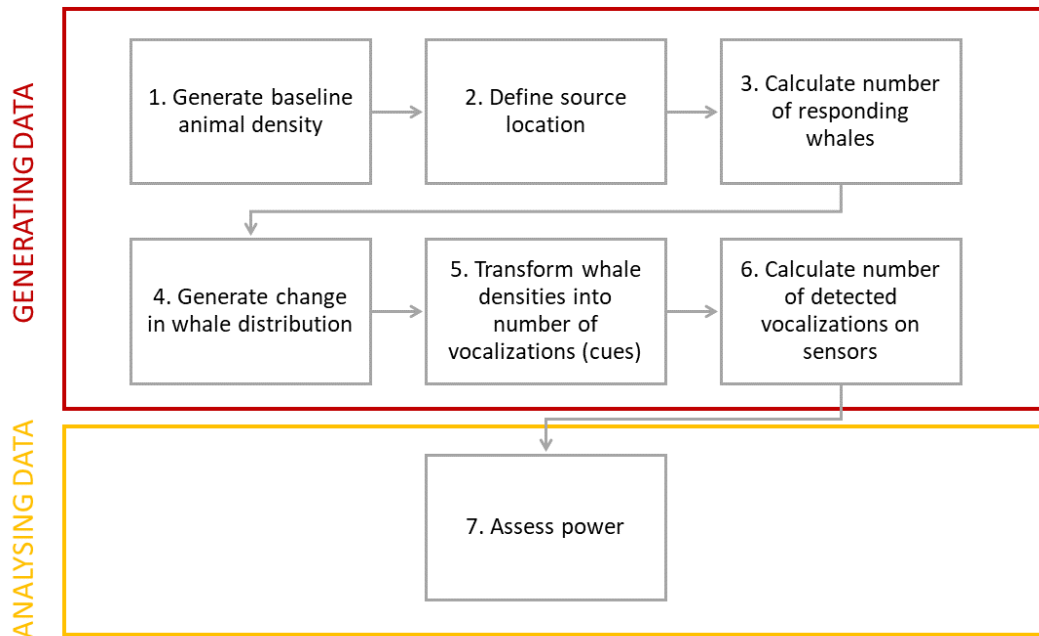 GENERATING DATA
1. Generate baseline
animal density
2. Define source
location
3. Calculate number
of responding
whales
4. Generate change
in whale distribution
5. Transform whale
densities into
number of
vocalizations (cues)
6. Calculate number
of detected
vocalizations on
sensors
ANALYSING DATA
7. Assess power